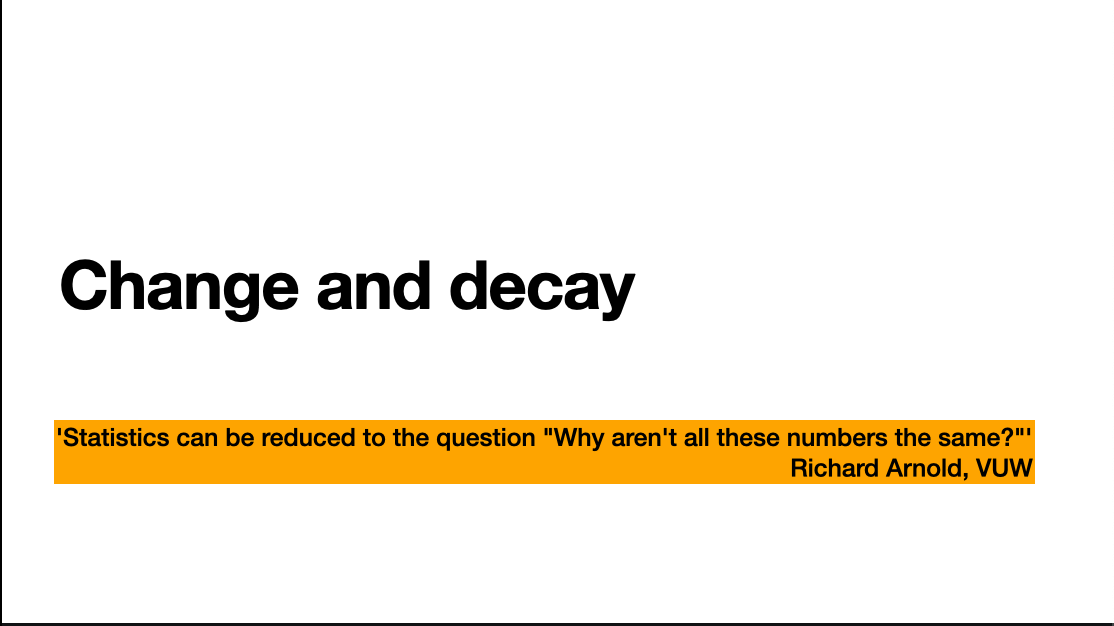 Change and decay
'Statistics can be reduced to the question "Why aren't all these numbers the same?"'
Richard Arnold, VUW